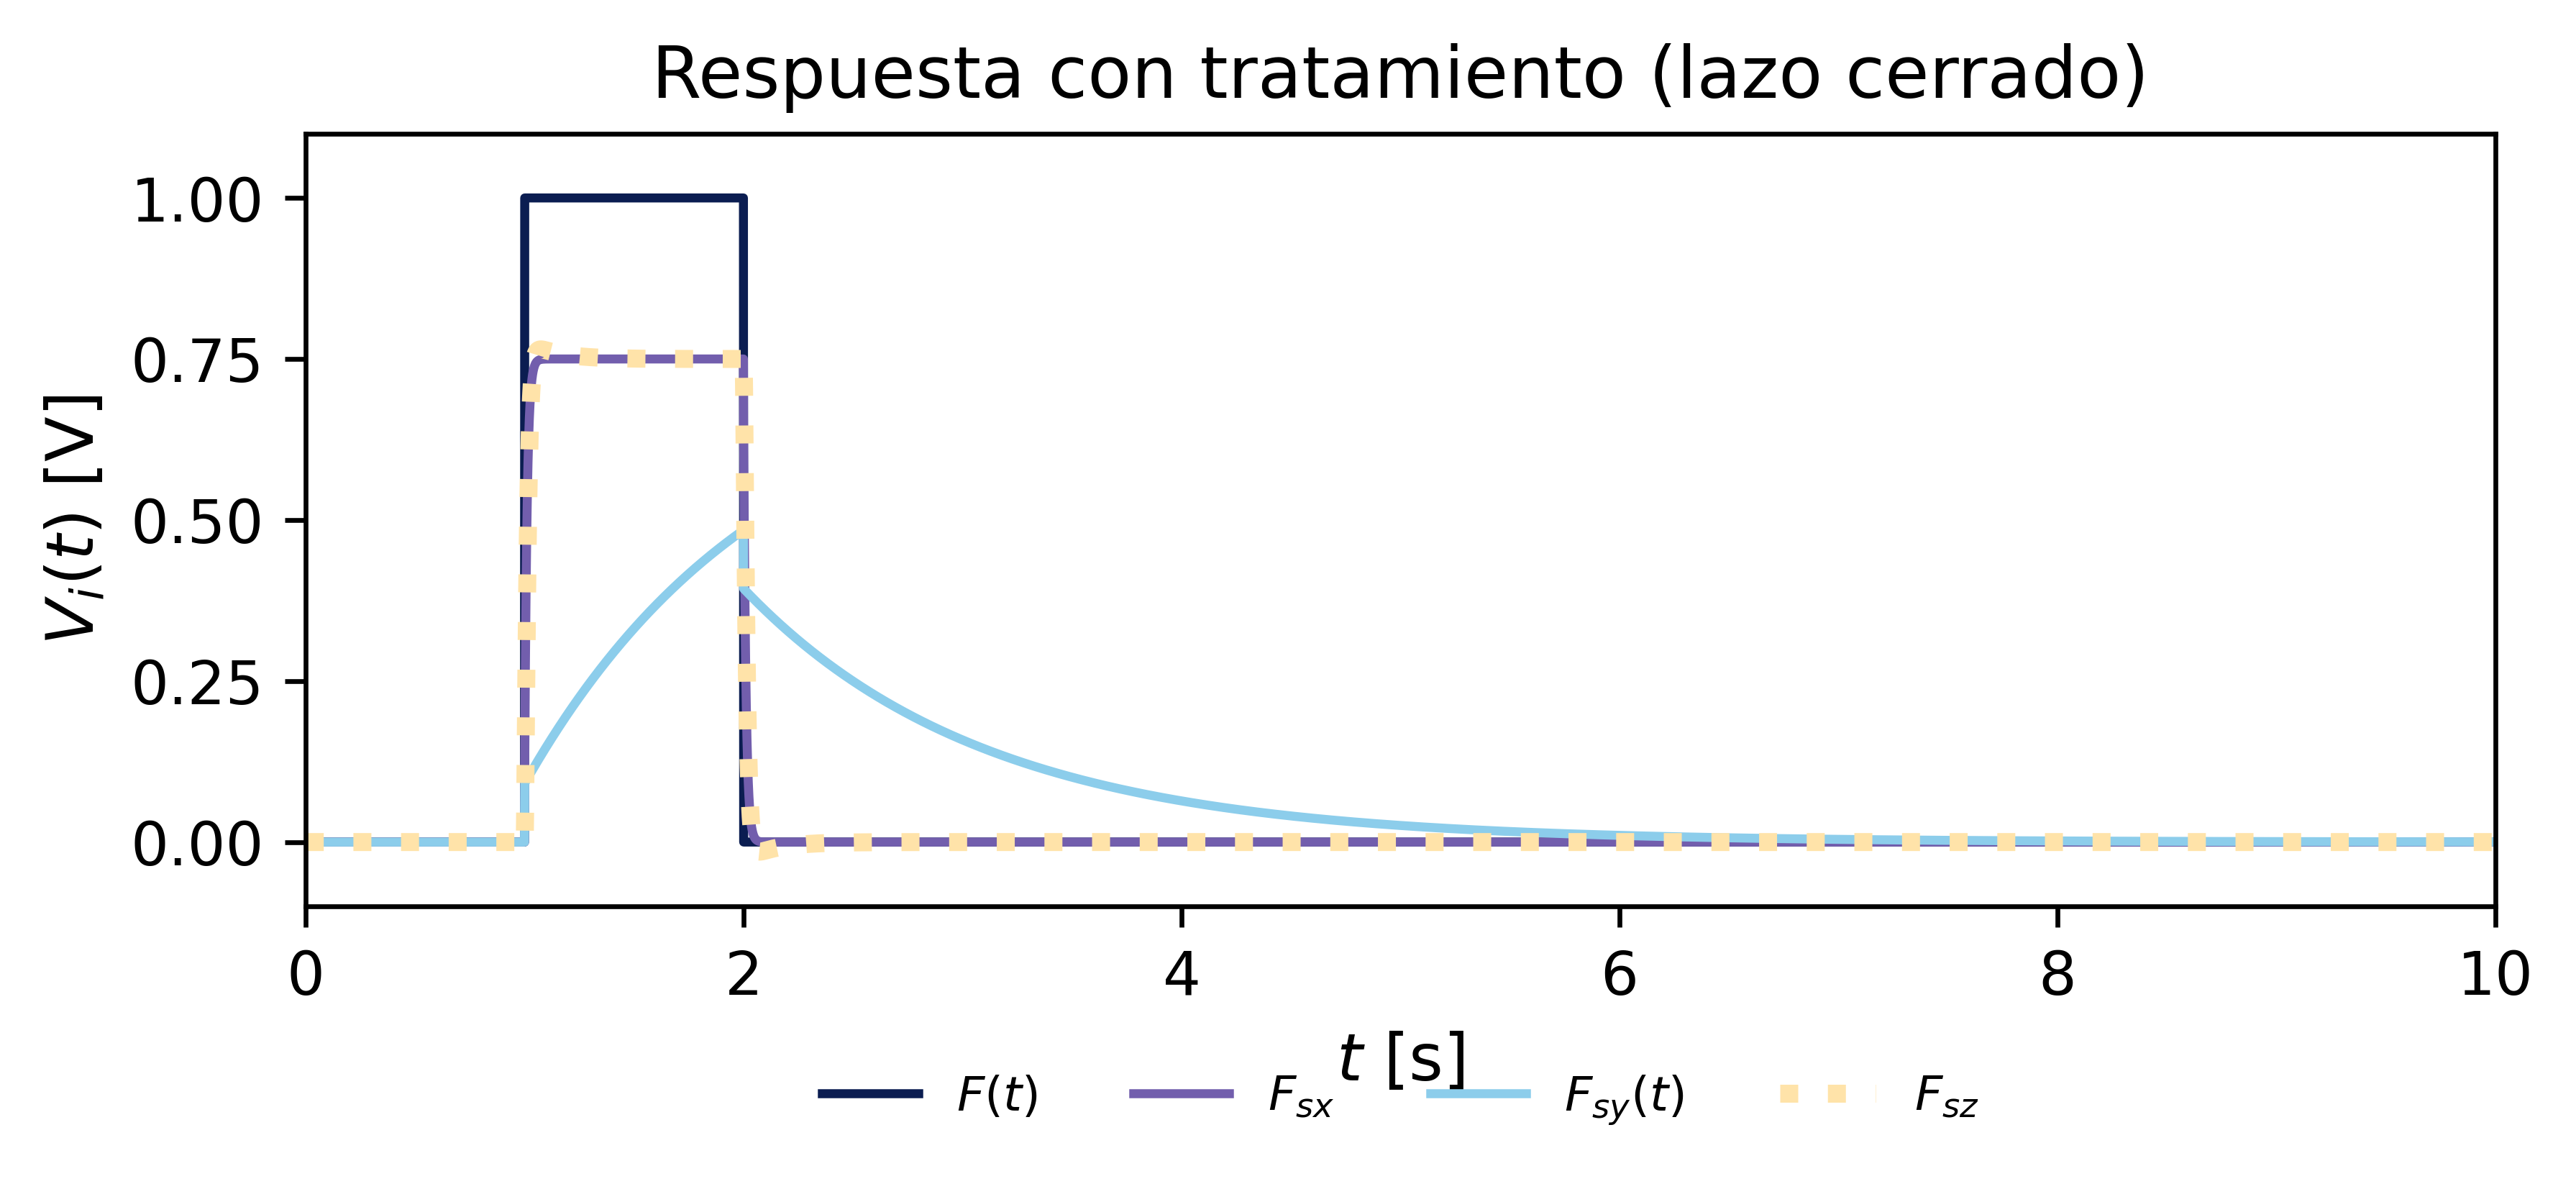 Respuesta con tratamiento (lazo cerrado)
V_i(t) [V]
1.00
0.75
0.50
0.25
0.00
0 2 4 6 8 10
t [s]
F(t) F_sx F_sy(t) F_sz